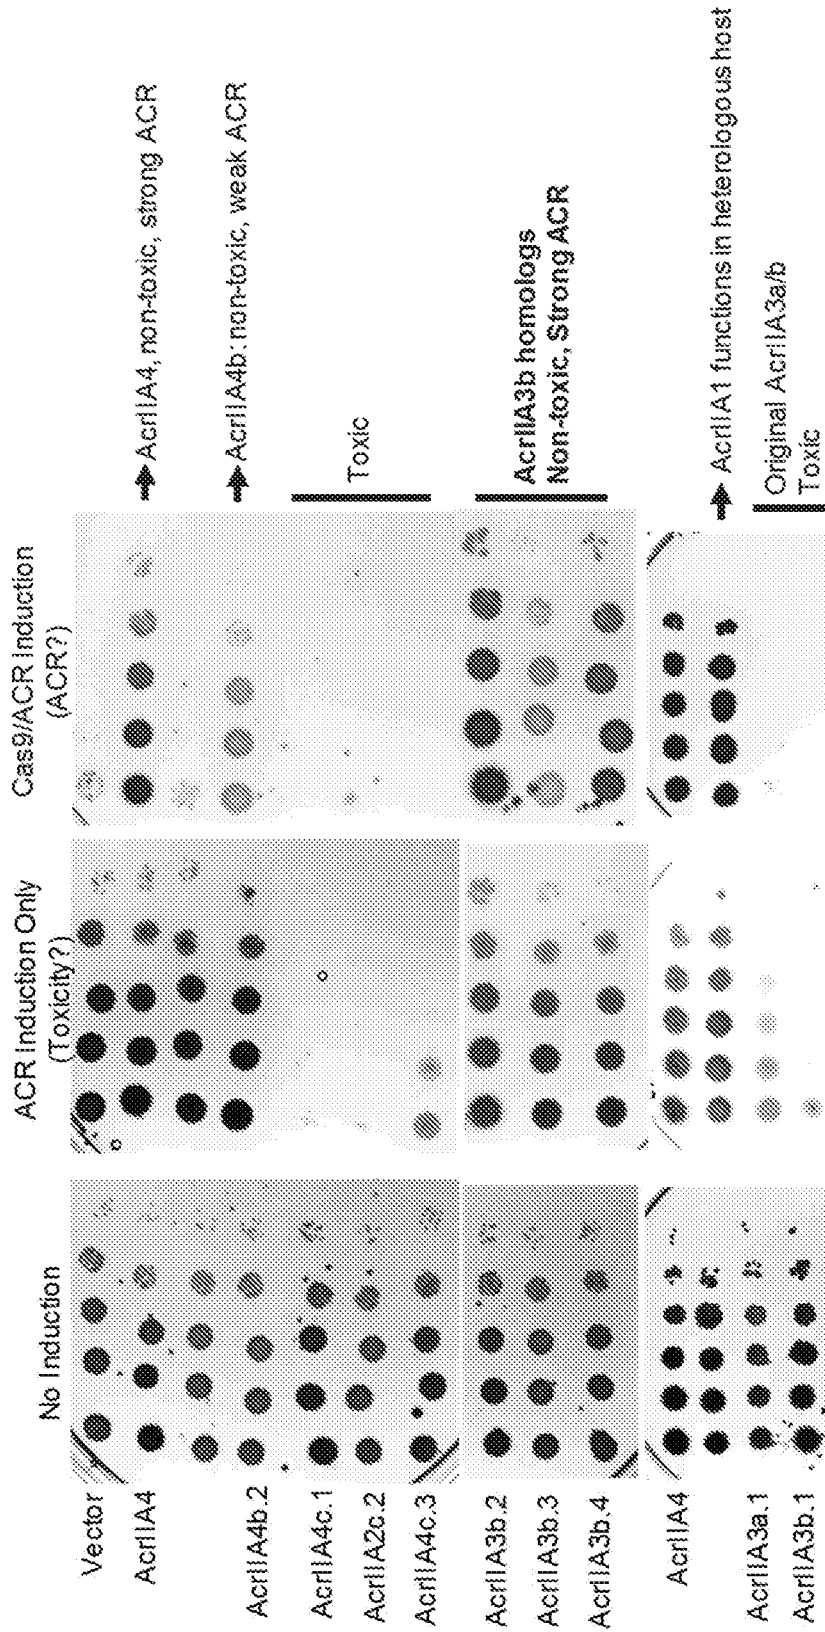 No Induction
ACR Induction Only
(Toxicity?)
Cas9/ACR Induction
(ACR?)
Vector
AcrIIA4
AcrIIA4b.2
AcrIIA4c.1
AcrIIA2c.2
AcrIIA4c.3
AcrIIA3b.2
AcrIIA3b.3
AcrIIA3b.4
AcrIIA4
AcrIIA3a.1
AcrIIA3b.1
AcrIIA4, non-toxic, strong ACR
AcrIIA4b: non-toxic, weak ACR
Toxic
AcrIIA3b homologs
Non-toxic, Strong ACR
AcrIIA1 functions in heterologous host
Original AcrIIA3a/b
Toxic